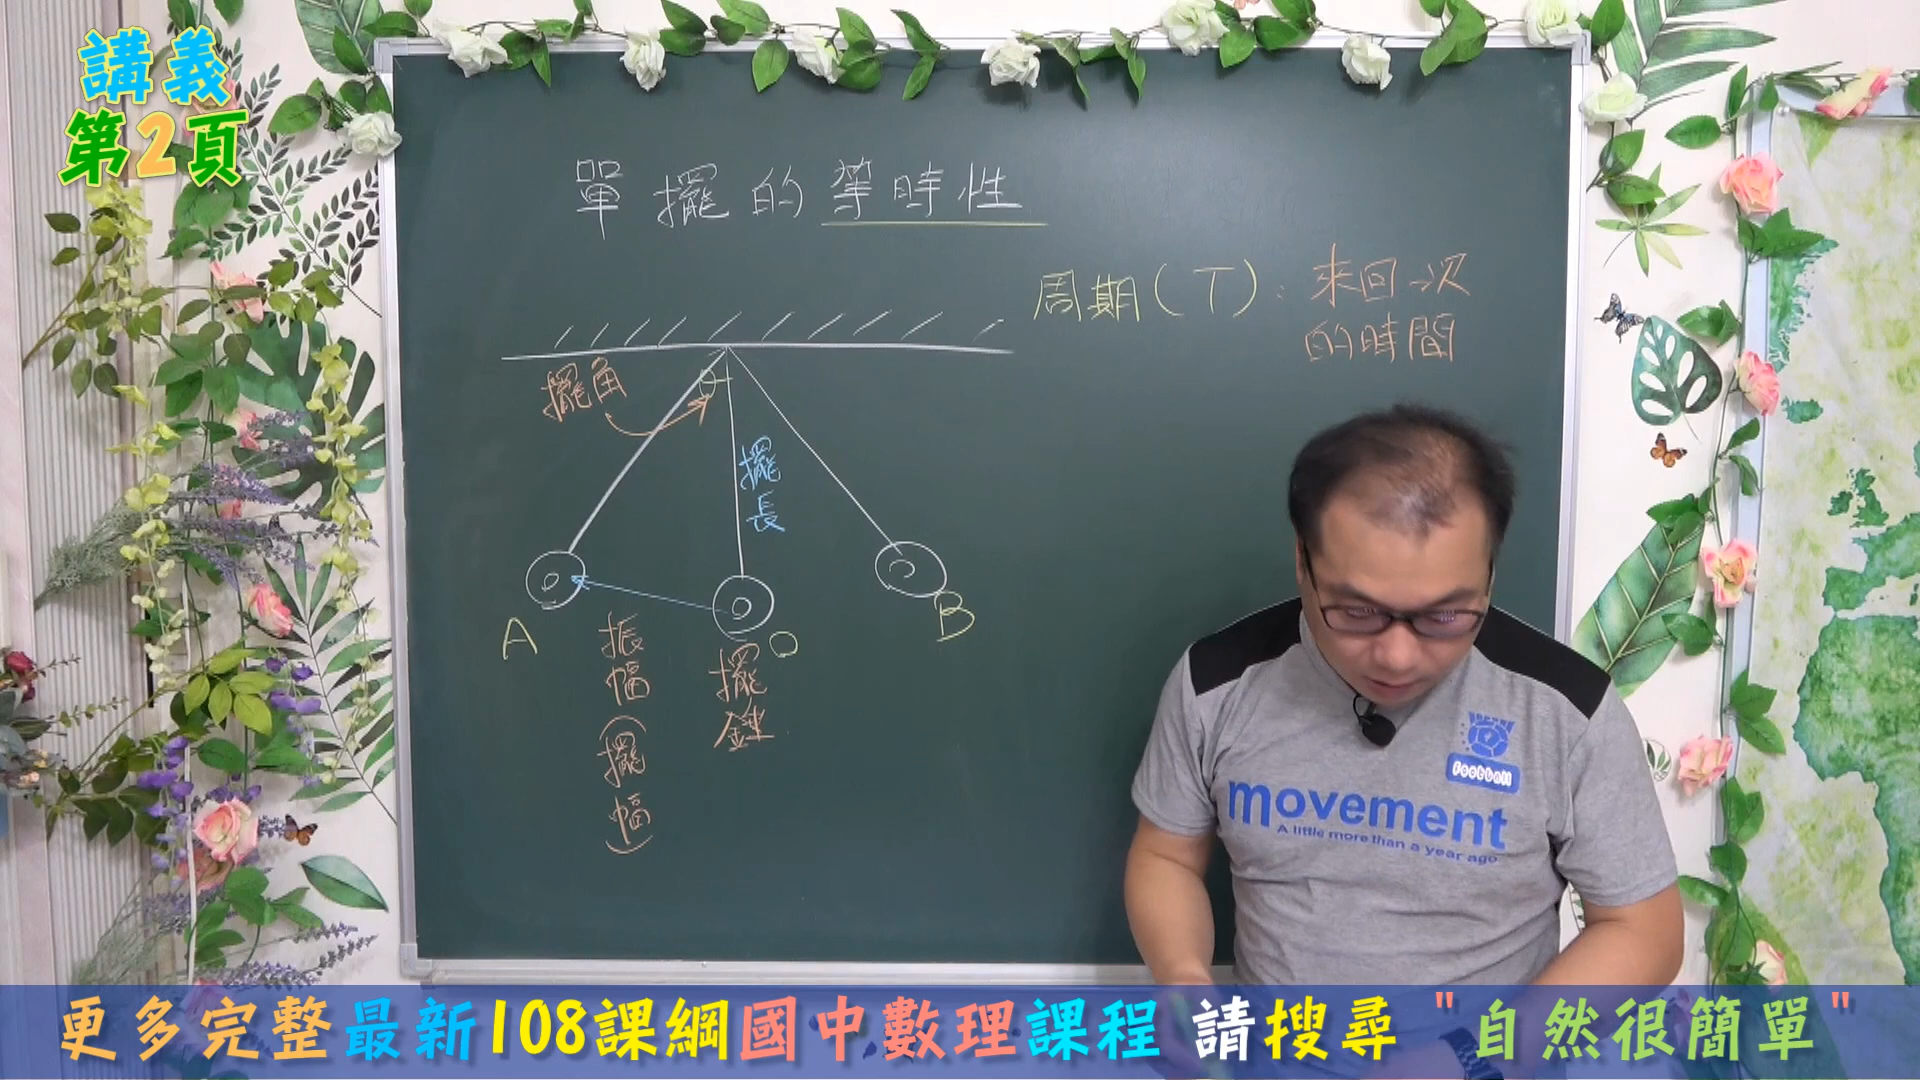 講義
第2頁
單擺的等時性
周期(T):來回一次
的時間
擺角
擺長
A
O
B
振幅(擺幅)
擺錘
football
movement
A little more than a year ago
更多完整最新108課綱國中數理課程 請搜尋 "自然很簡單"